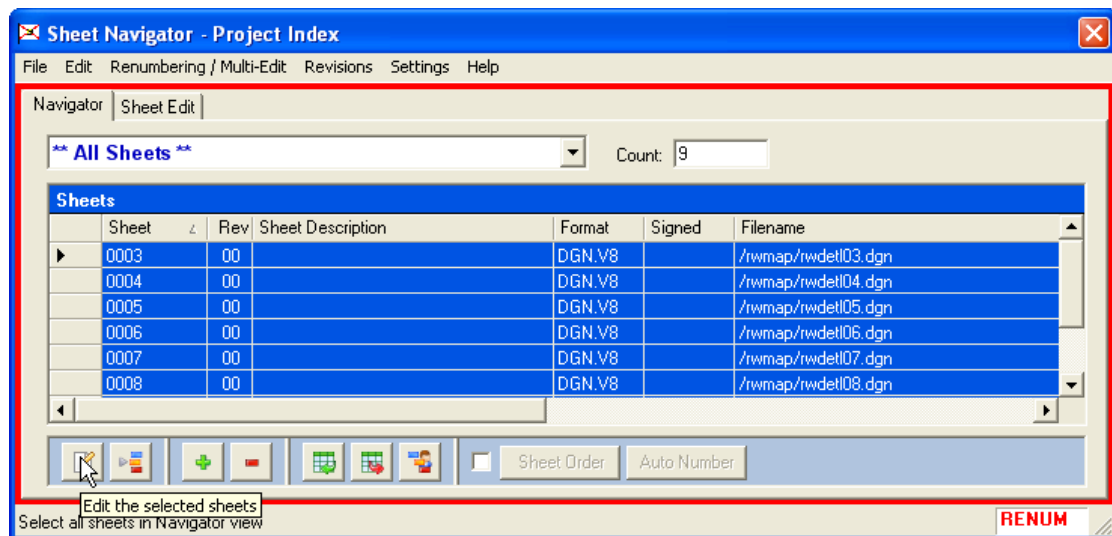 Sheet Navigator - Project Index
File Edit Renumbering / Multi-Edit Revisions Settings Help
Navigator Sheet Edit
** All Sheets ** Count: 9
Sheets
Sheet Rev Sheet Description Format Signed Filename
0003 00 DGN.V8 /rwmap/rwdetl03.dgn
0004 00 DGN.V8 /rwmap/rwdetl04.dgn
0005 00 DGN.V8 /rwmap/rwdetl05.dgn
0006 00 DGN.V8 /rwmap/rwdetl06.dgn
0007 00 DGN.V8 /rwmap/rwdetl07.dgn
0008 00 DGN.V8 /rwmap/rwdetl08.dgn
Sheet Order Auto Number
Edit the selected sheets
Select all sheets in Navigator view RENUM